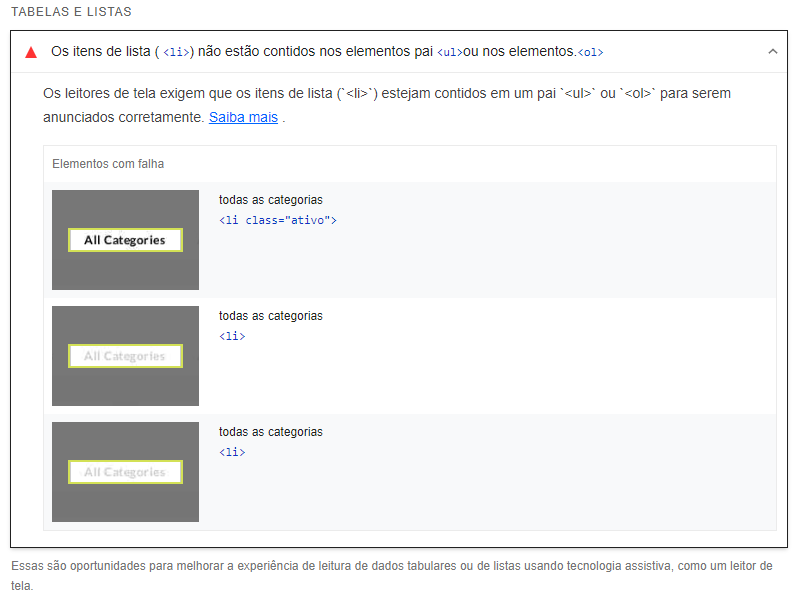 TABELAS E LISTAS
Os itens de lista ( <li>) não estão contidos nos elementos pai <ul>ou nos elementos.<ol>
Os leitores de tela exigem que os itens de lista (`<li>`) estejam contidos em um pai `<ul>` ou `<ol>` para serem
anunciados corretamente. Saiba mais .
Elementos com falha
All Categories
todas as categorias
<li class="ativo">
All Categories
todas as categorias
<li>
All Categories
todas as categorias
<li>
Essas são oportunidades para melhorar a experiência de leitura de dados tabulares ou de listas usando tecnologia assistiva, como um leitor de
tela.